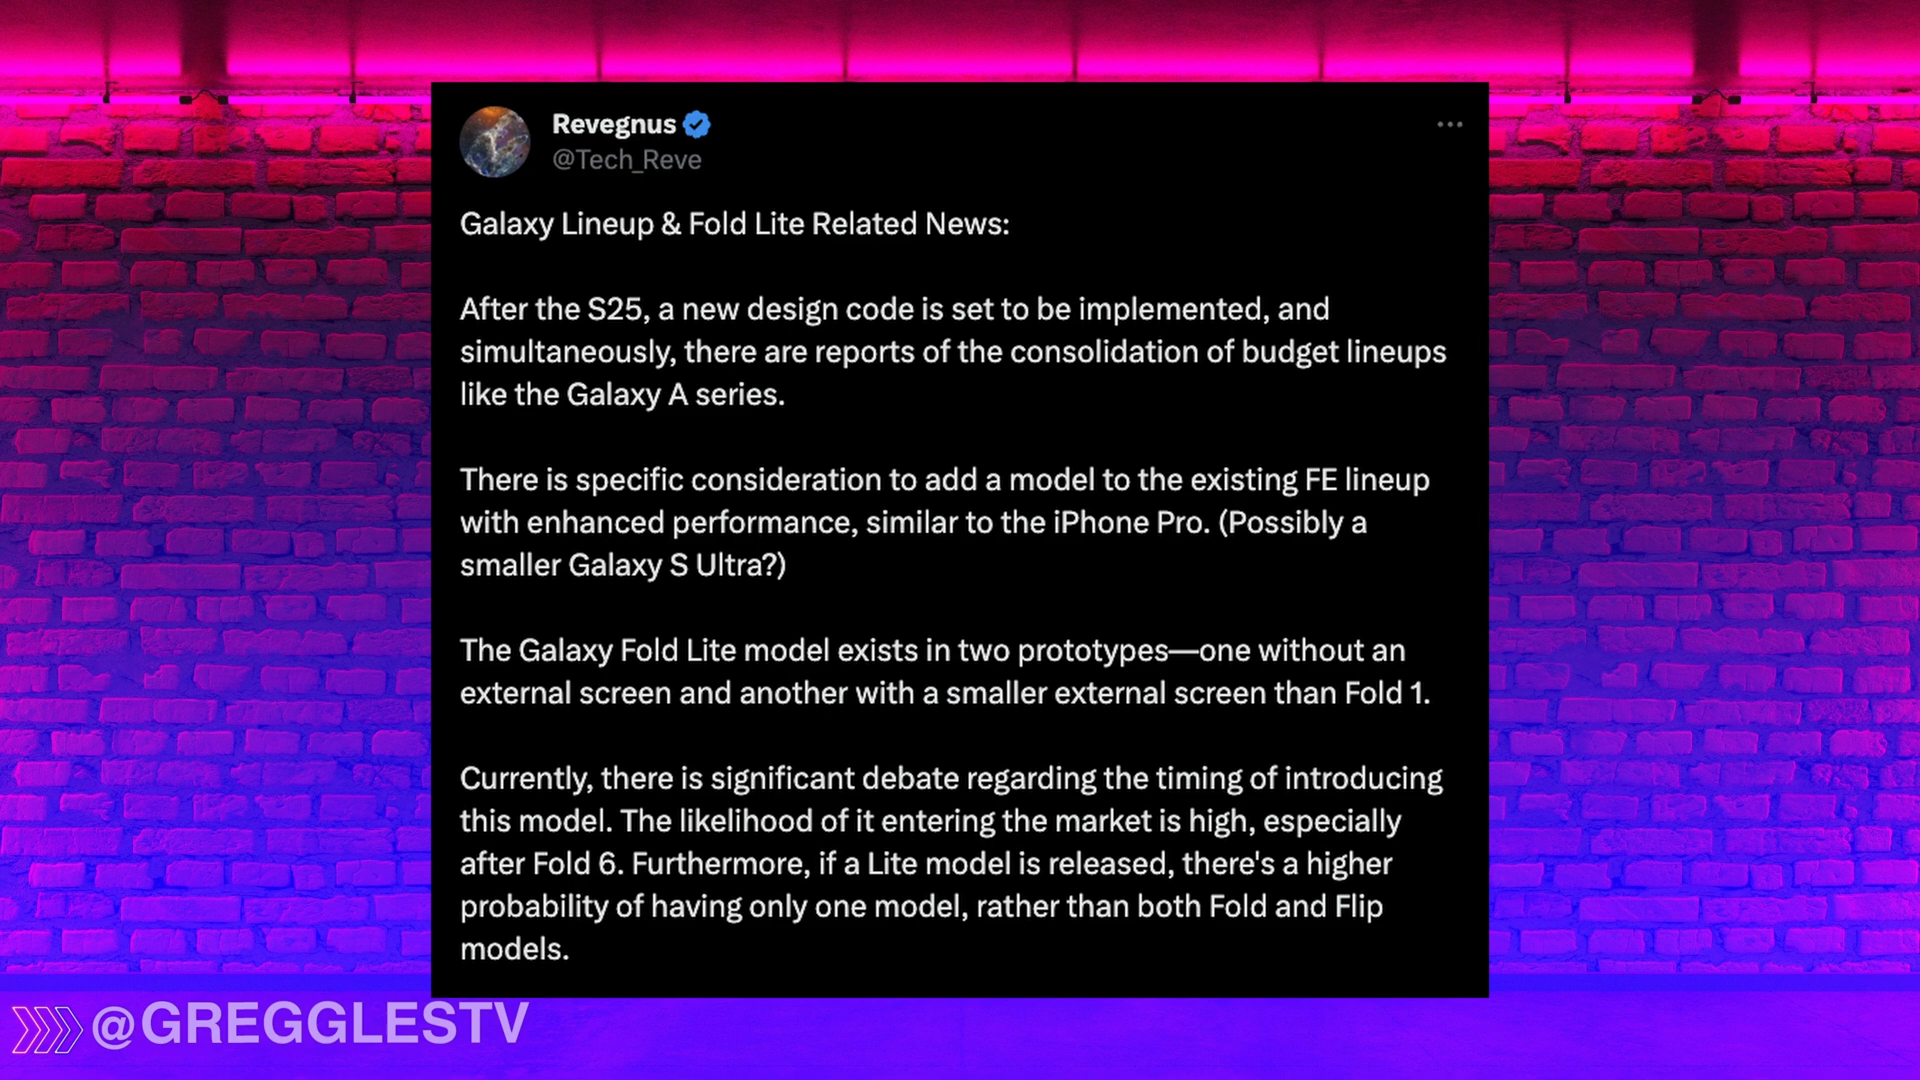 Revegnus
@Tech_Reve
Galaxy Lineup & Fold Lite Related News:
After the S25, a new design code is set to be implemented, and
simultaneously, there are reports of the consolidation of budget lineups
like the Galaxy A series.
There is specific consideration to add a model to the existing FE lineup
with enhanced performance, similar to the iPhone Pro. (Possibly a
smaller Galaxy S Ultra?)
The Galaxy Fold Lite model exists in two prototypes—one without an
external screen and another with a smaller external screen than Fold 1.
Currently, there is significant debate regarding the timing of introducing
this model. The likelihood of it entering the market is high, especially
after Fold 6. Furthermore, if a Lite model is released, there's a higher
probability of having only one model, rather than both Fold and Flip
models.
@GREGGLESTV